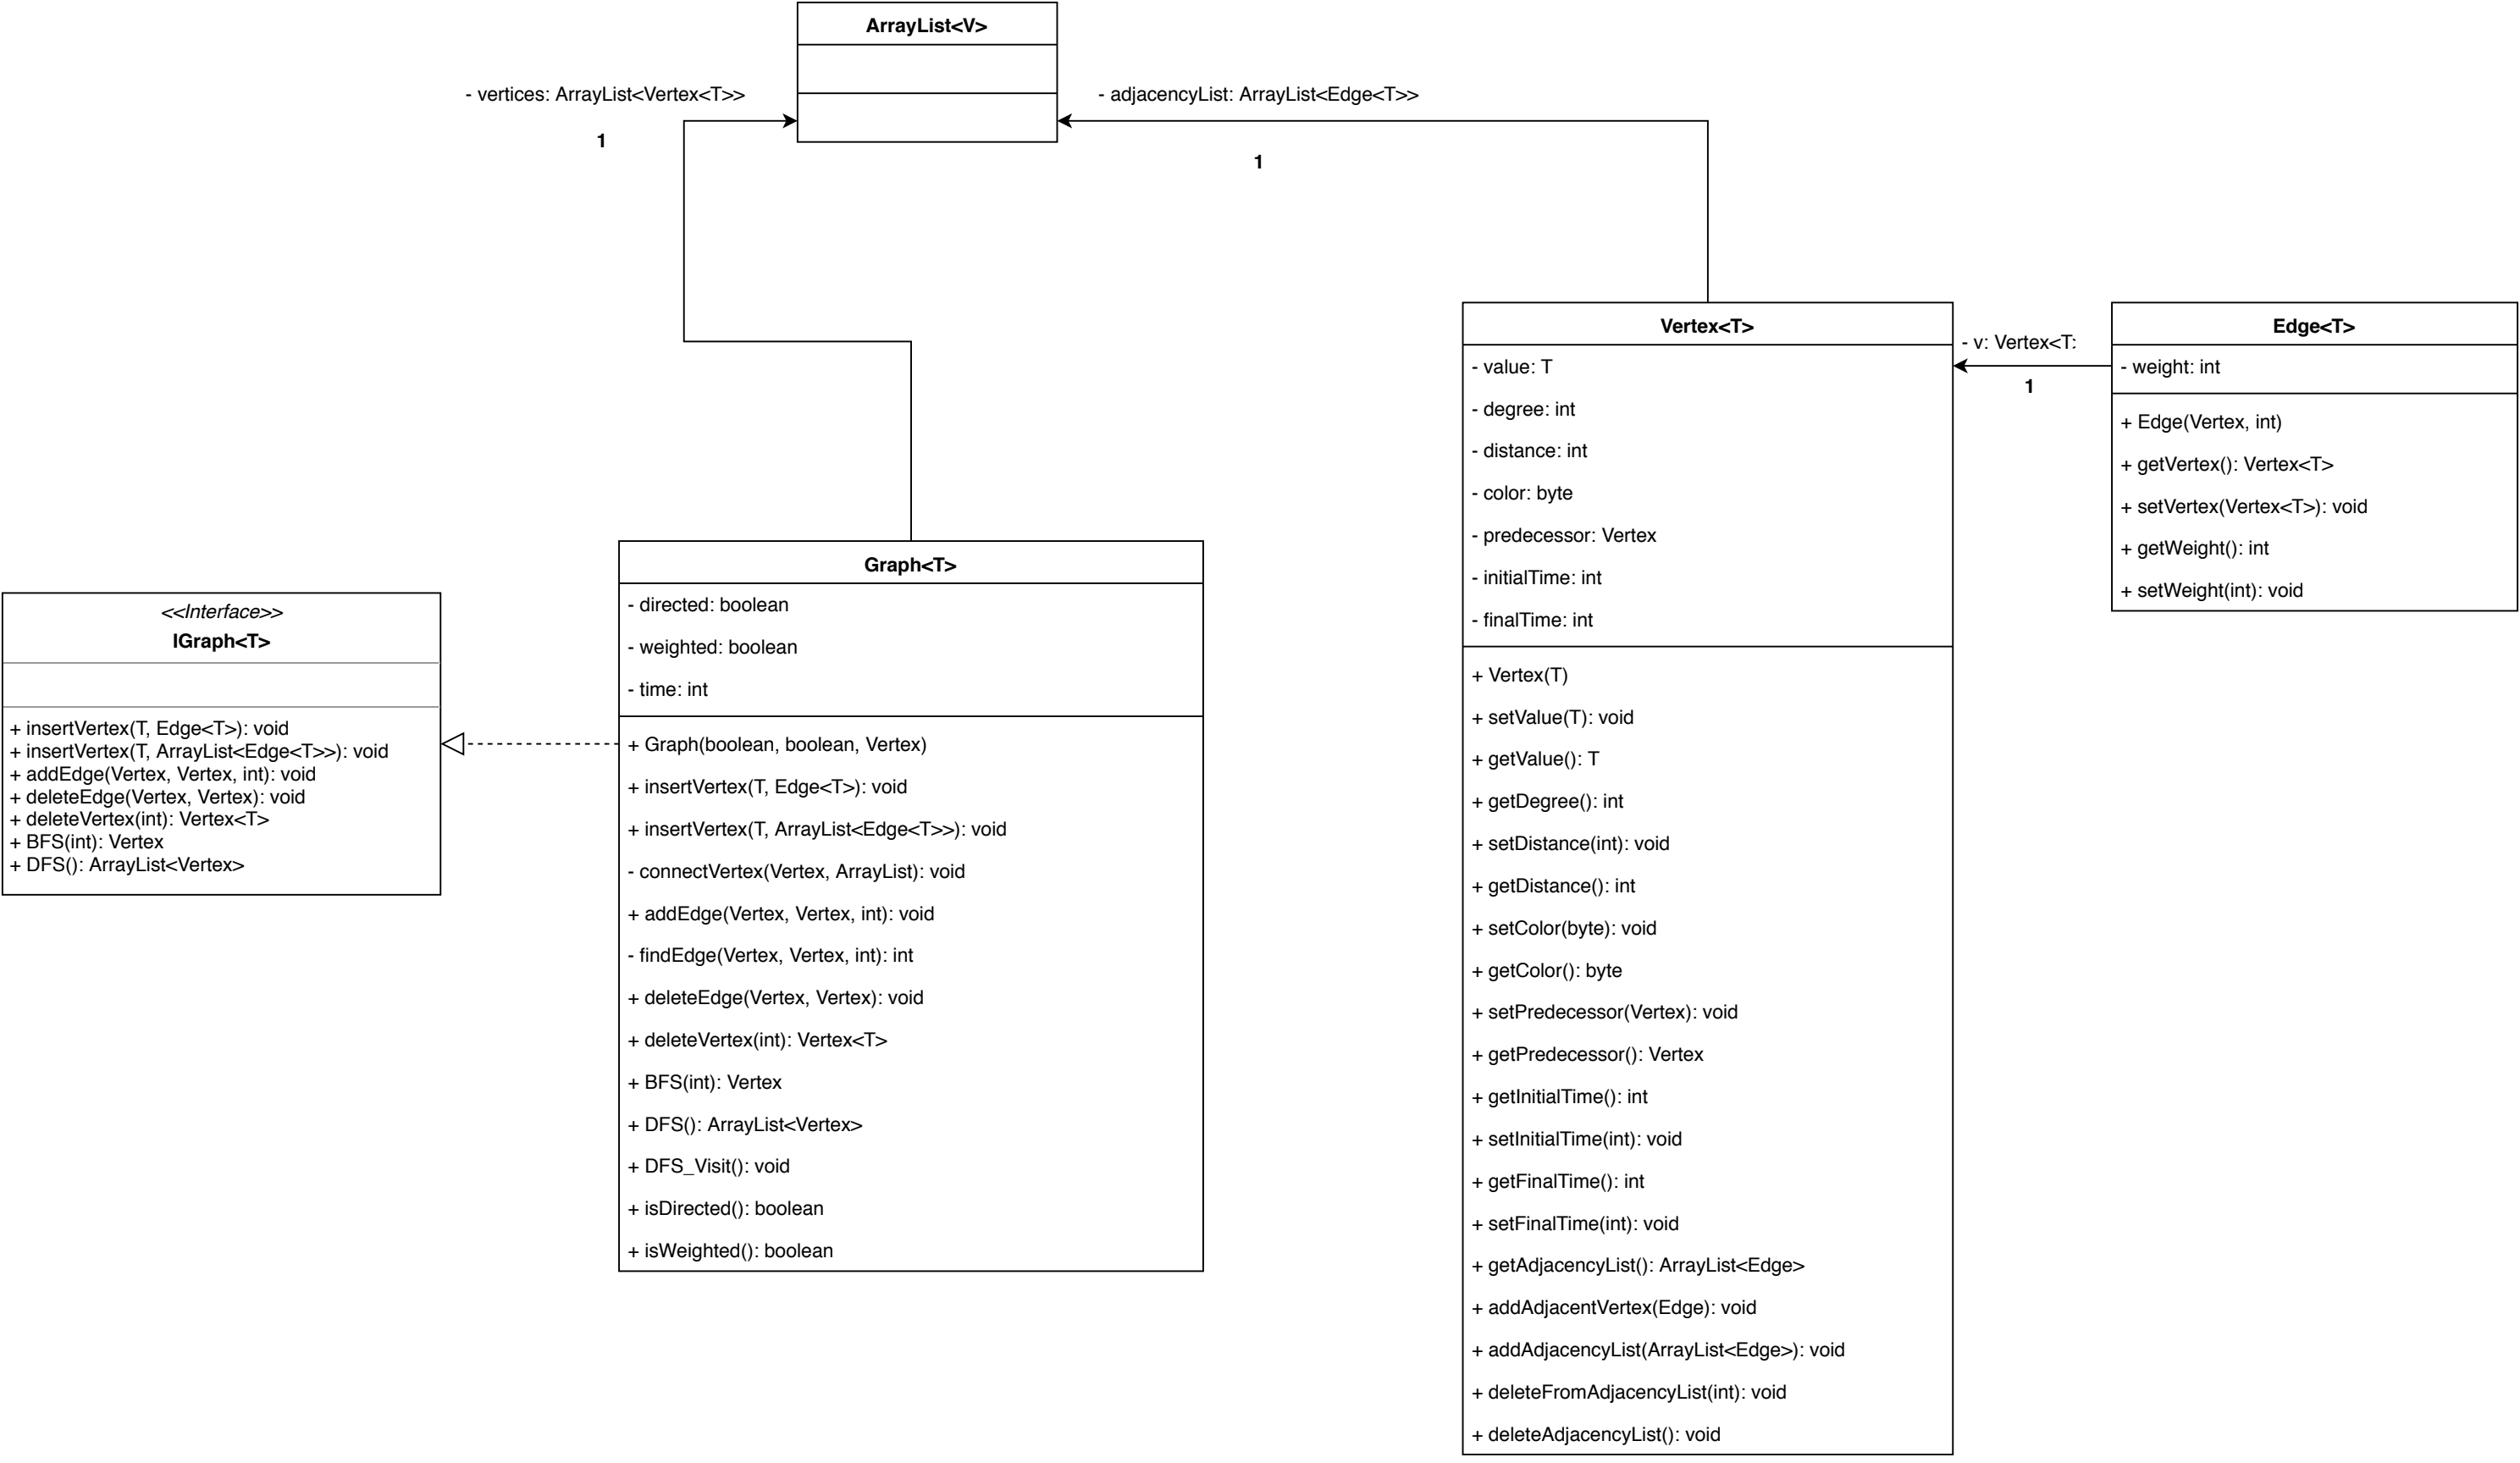 ArrayList<V>
- vertices: ArrayList<Vertex<T>>
1
- adjacencyList: ArrayList<Edge<T>>
1
Vertex<T>
- value: T
- degree: int
- distance: int
- color: byte
- predecessor: Vertex
- initialTime: int
- finalTime: int
+ Vertex(T)
+ setValue(T): void
+ getValue(): T
+ getDegree(): int
+ setDistance(int): void
+ getDistance(): int
+ setColor(byte): void
+ getColor(): byte
+ setPredecessor(Vertex): void
+ getPredecessor(): Vertex
+ getInitialTime(): int
+ setInitialTime(int): void
+ getFinalTime(): int
+ setFinalTime(int): void
+ getAdjacencyList(): ArrayList<Edge>
+ addAdjacentVertex(Edge): void
+ addAdjacencyList(ArrayList<Edge>): void
+ deleteFromAdjacencyList(int): void
+ deleteAdjacencyList(): void
- v: Vertex<T:
1
Edge<T>
- weight: int
+ Edge(Vertex, int)
+ getVertex(): Vertex<T>
+ setVertex(Vertex<T>): void
+ getWeight(): int
+ setWeight(int): void
Graph<T>
- directed: boolean
- weighted: boolean
- time: int
+ Graph(boolean, boolean, Vertex)
+ insertVertex(T, Edge<T>): void
+ insertVertex(T, ArrayList<Edge<T>>): void
- connectVertex(Vertex, ArrayList): void
+ addEdge(Vertex, Vertex, int): void
- findEdge(Vertex, Vertex, int): int
+ deleteEdge(Vertex, Vertex): void
+ deleteVertex(int): Vertex<T>
+ BFS(int): Vertex
+ DFS(): ArrayList<Vertex>
+ DFS_Visit(): void
+ isDirected(): boolean
+ isWeighted(): boolean
<<Interface>>
IGraph<T>
+ insertVertex(T, Edge<T>): void
+ insertVertex(T, ArrayList<Edge<T>>): void
+ addEdge(Vertex, Vertex, int): void
+ deleteEdge(Vertex, Vertex): void
+ deleteVertex(int): Vertex<T>
+ BFS(int): Vertex
+ DFS(): ArrayList<Vertex>